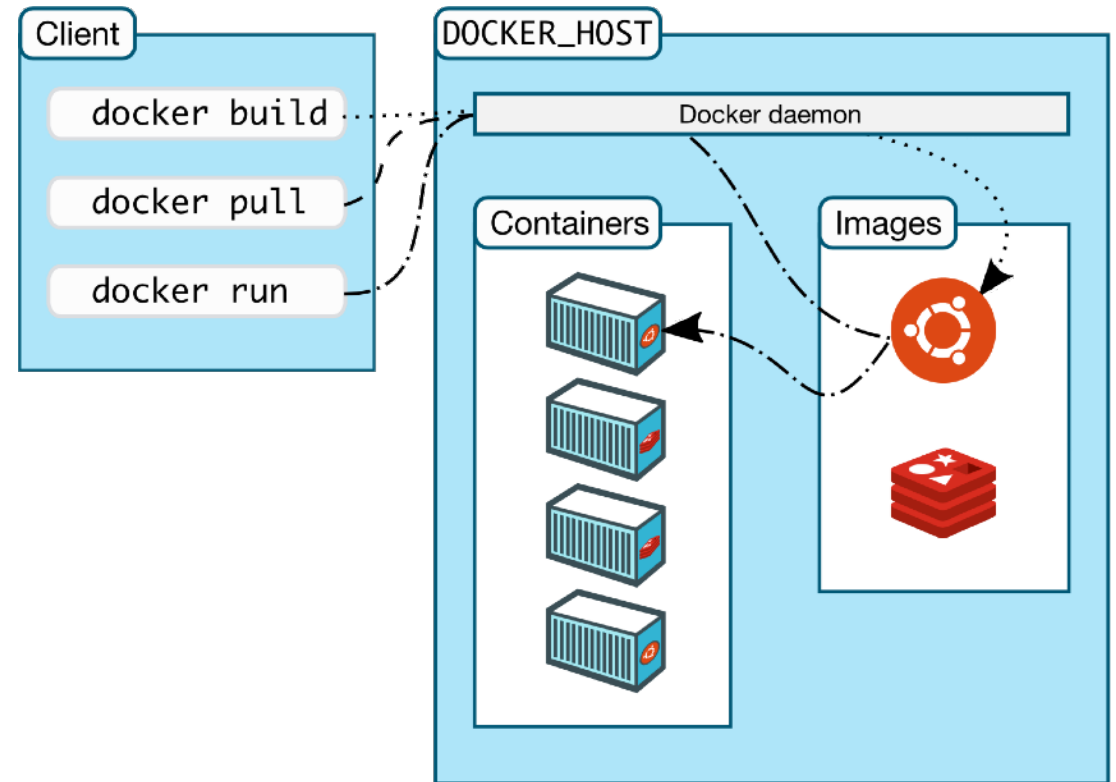 Client
DOCKER_HOST
docker build
Docker daemon
docker pull
docker run
Containers
Images